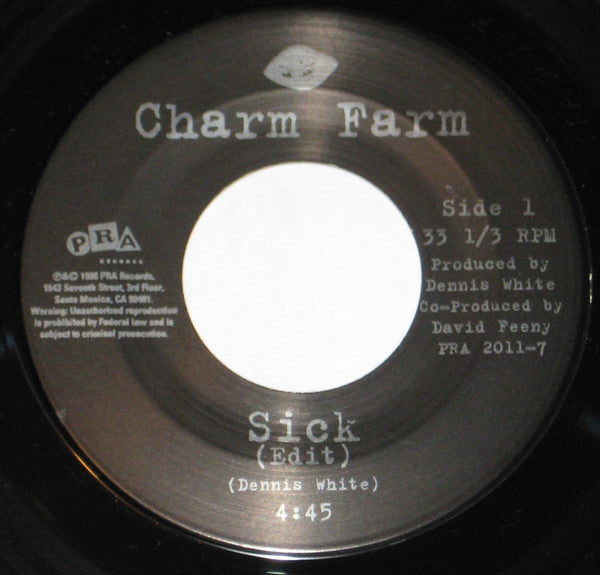 Charm Farm
PRA
RECORDS
℗&© 1996 PRA Records.
1543 Seventh Street, 3rd Floor,
Santa Monica, CA 90401.
Warning: Unauthorized reproduction
is prohibited by Federal law and is
subject to criminal prosecution.
Side 1
33 1/3 RPM
Produced by
Dennis White
Co-Produced by
David Feeny
PRA 2011-7
Sick
(Edit)
(Dennis White)
4:45